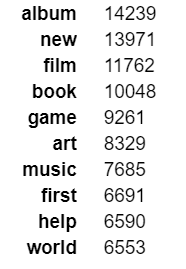 album 14239
new 13971
film 11762
book 10048
game 9261
art 8329
music 7685
first 6691
help 6590
world 6553